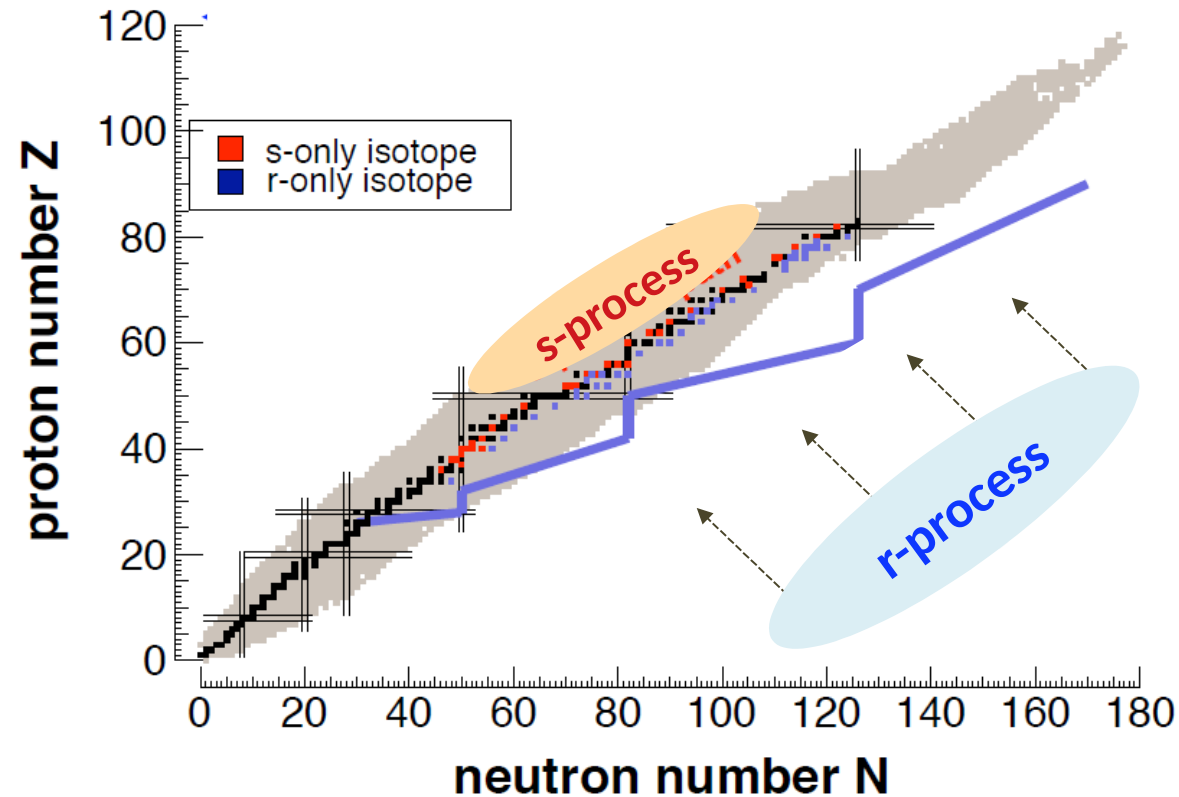 proton number Z
120
100
80
60
40
20
0
s-only isotope
r-only isotope
s-process
r-process
0 20 40 60 80 100 120 140 160 180
neutron number N